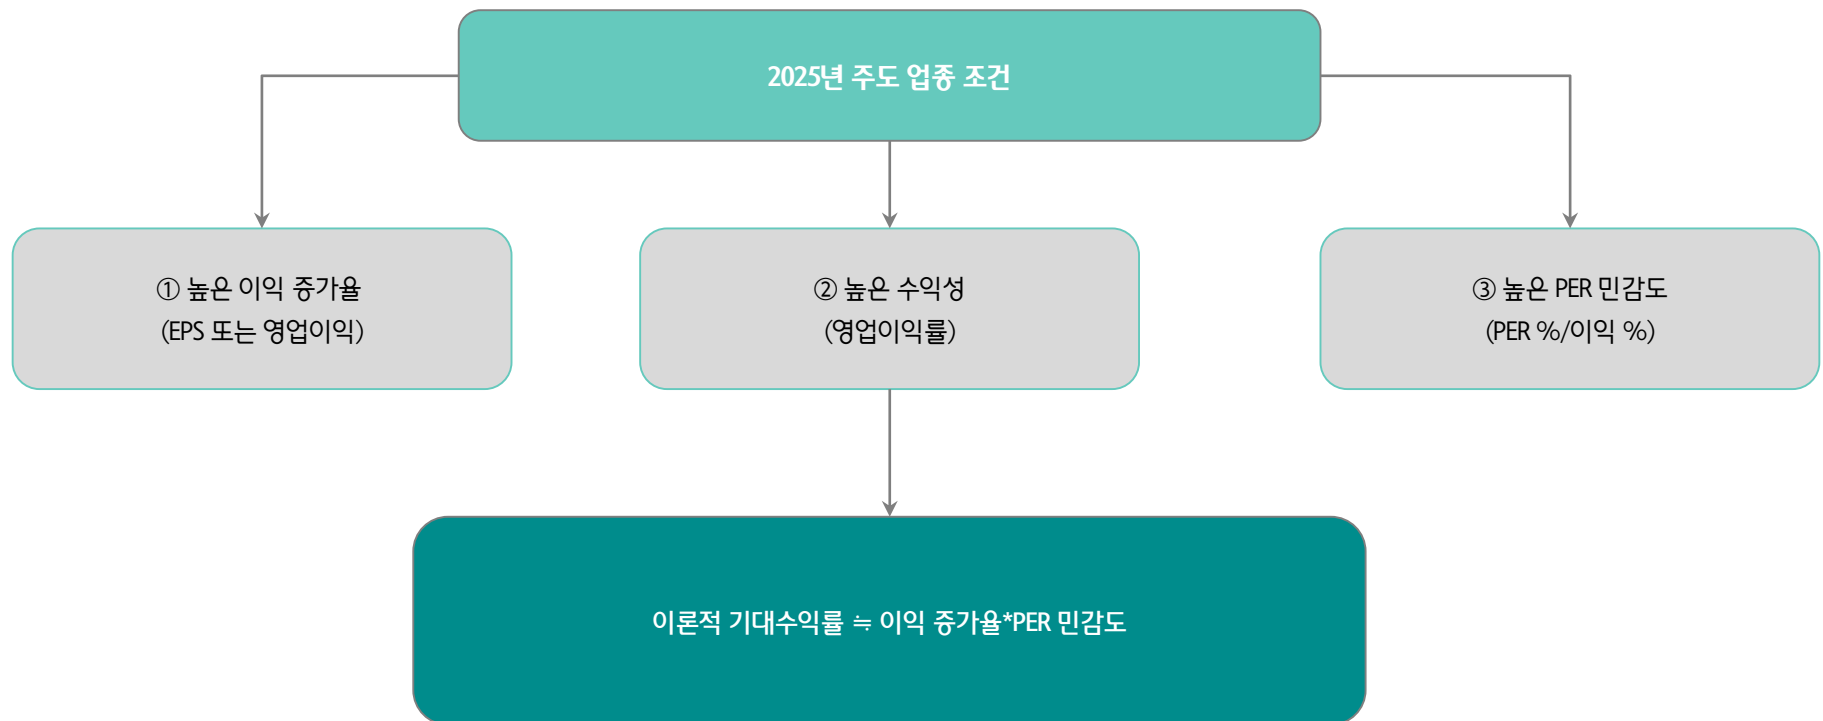 2025년 주도 업종 조건
① 높은 이익 증가율
(EPS 또는 영업이익)
② 높은 수익성
(영업이익률)
③ 높은 PER 민감도
(PER %/이익 %)
이론적 기대수익률 ≒ 이익 증가율*PER 민감도